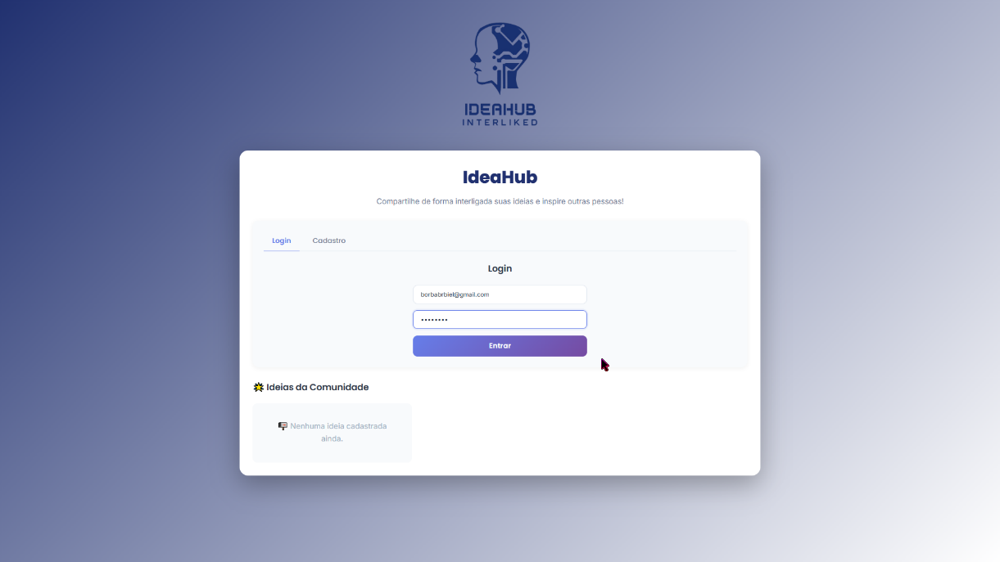 IDEAHUB
INTERLIKED
IdeaHub
Compartilhe de forma interligada suas ideias e inspire outras pessoas!
Login Cadastro
Login
borbabrbiel@gmail.com
••••••••
Entrar
Ideias da Comunidade
Nenhuma ideia cadastrada
ainda.